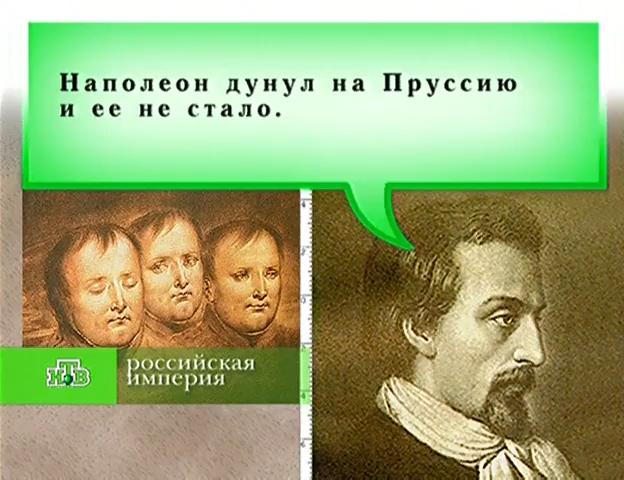 Наполеон дунул на Пруссию
и ее не стало.
НТВ
российская
империя